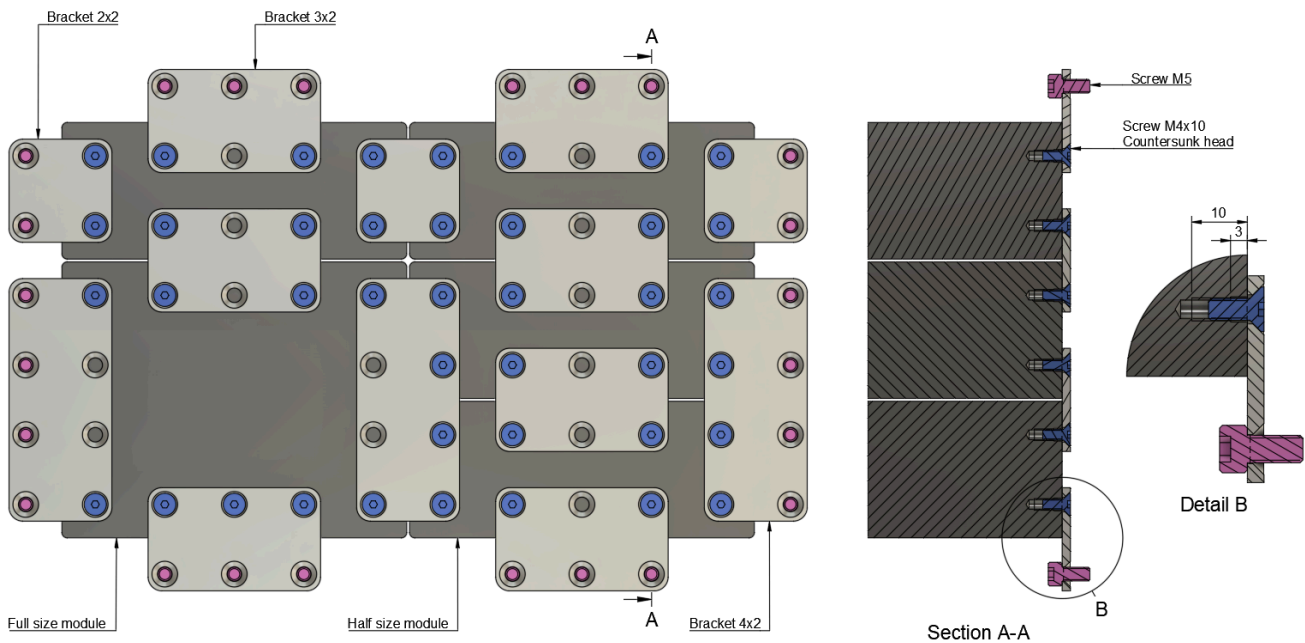 Bracket 2x2
Bracket 3x2
A
Screw M5
Screw M4x10
Countersunk head
10
3
Detail B
Full size module
Half size module
A
Bracket 4x2
B
Section A-A